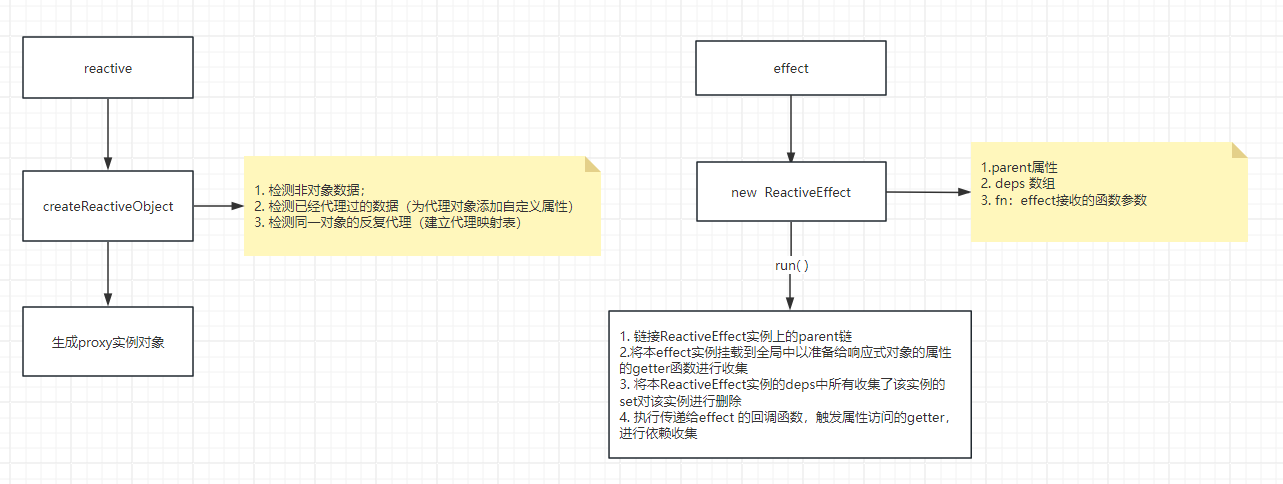 reactive
createReactiveObject
1. 检测非对象数据；
2. 检测已经代理过的数据（为代理对象添加自定义属性）
3. 检测同一对象的反复代理（建立代理映射表）
生成proxy实例对象
effect
new ReactiveEffect
1.parent属性
2. deps 数组
3. fn：effect接收的函数参数
run( )
1. 链接ReactiveEffect实例上的parent链
2.将本effect实例挂载到全局中以准备给响应式对象的属性
的getter函数进行收集
3. 将本ReactiveEffect实例的deps中所有收集了该实例的
set对该实例进行删除
4. 执行传递给effect 的回调函数，触发属性访问的getter，
进行依赖收集